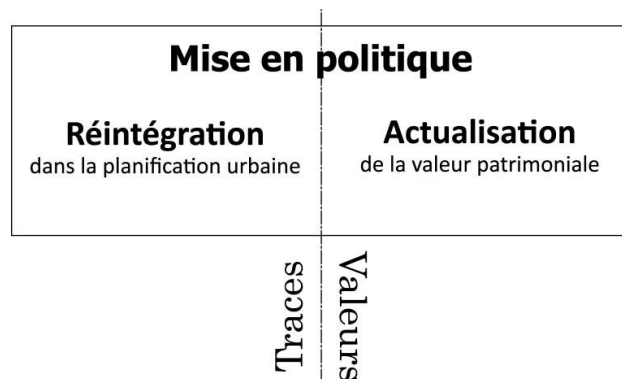 Mise en politique
Réintégration
dans la planification urbaine
Actualisation
de la valeur patrimoniale
Traces
Valeurs